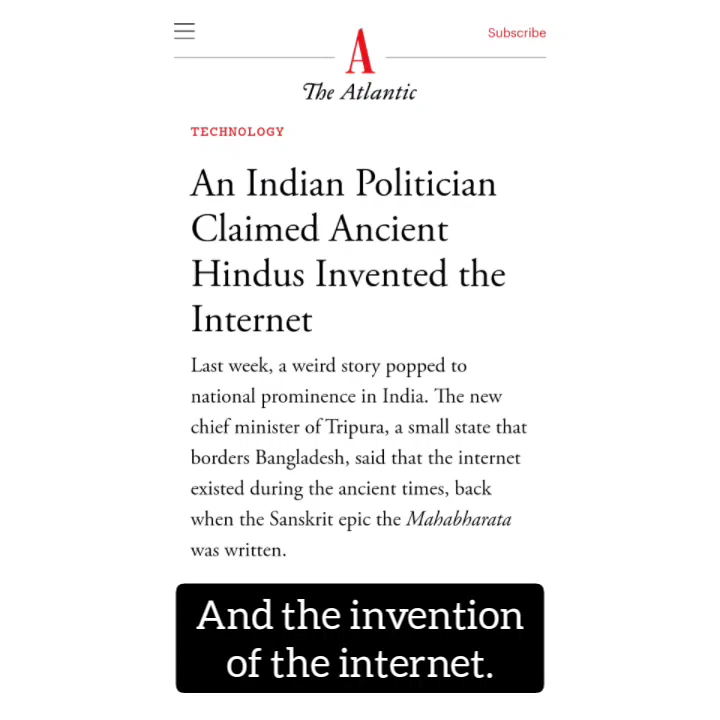 Subscribe
A
The Atlantic
TECHNOLOGY
An Indian Politician
Claimed Ancient
Hindus Invented the
Internet
Last week, a weird story popped to
national prominence in India. The new
chief minister of Tripura, a small state that
borders Bangladesh, said that the internet
existed during the ancient times, back
when the Sanskrit epic the Mahabharata
was written.
And the invention
of the internet.